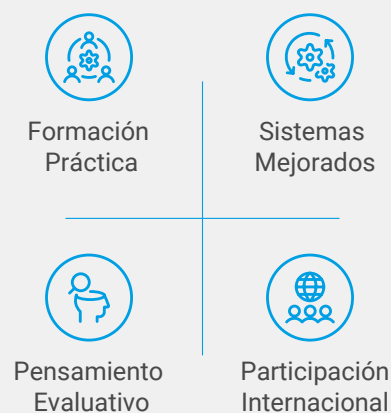 Formación
Práctica
Sistemas
Mejorados
Pensamiento
Evaluativo
Participación
Internacional